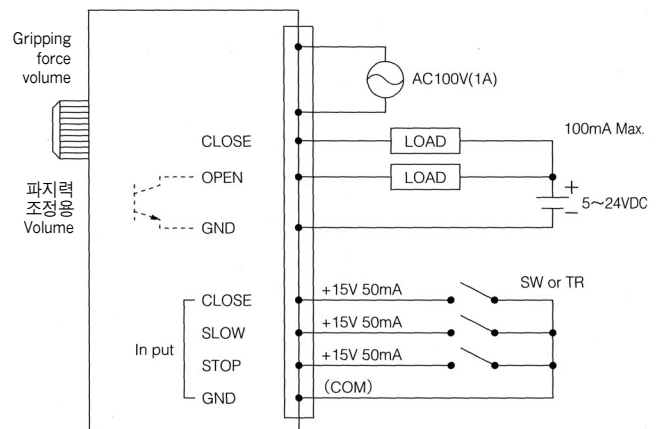 Gripping
force
volume
AC100V(1A)
100mA Max.
CLOSE
LOAD
OPEN
LOAD
파지력
조정용
Volume
+
−
5~24VDC
GND
CLOSE
+15V 50mA
SW or TR
SLOW
+15V 50mA
In put
STOP
+15V 50mA
GND
(COM)